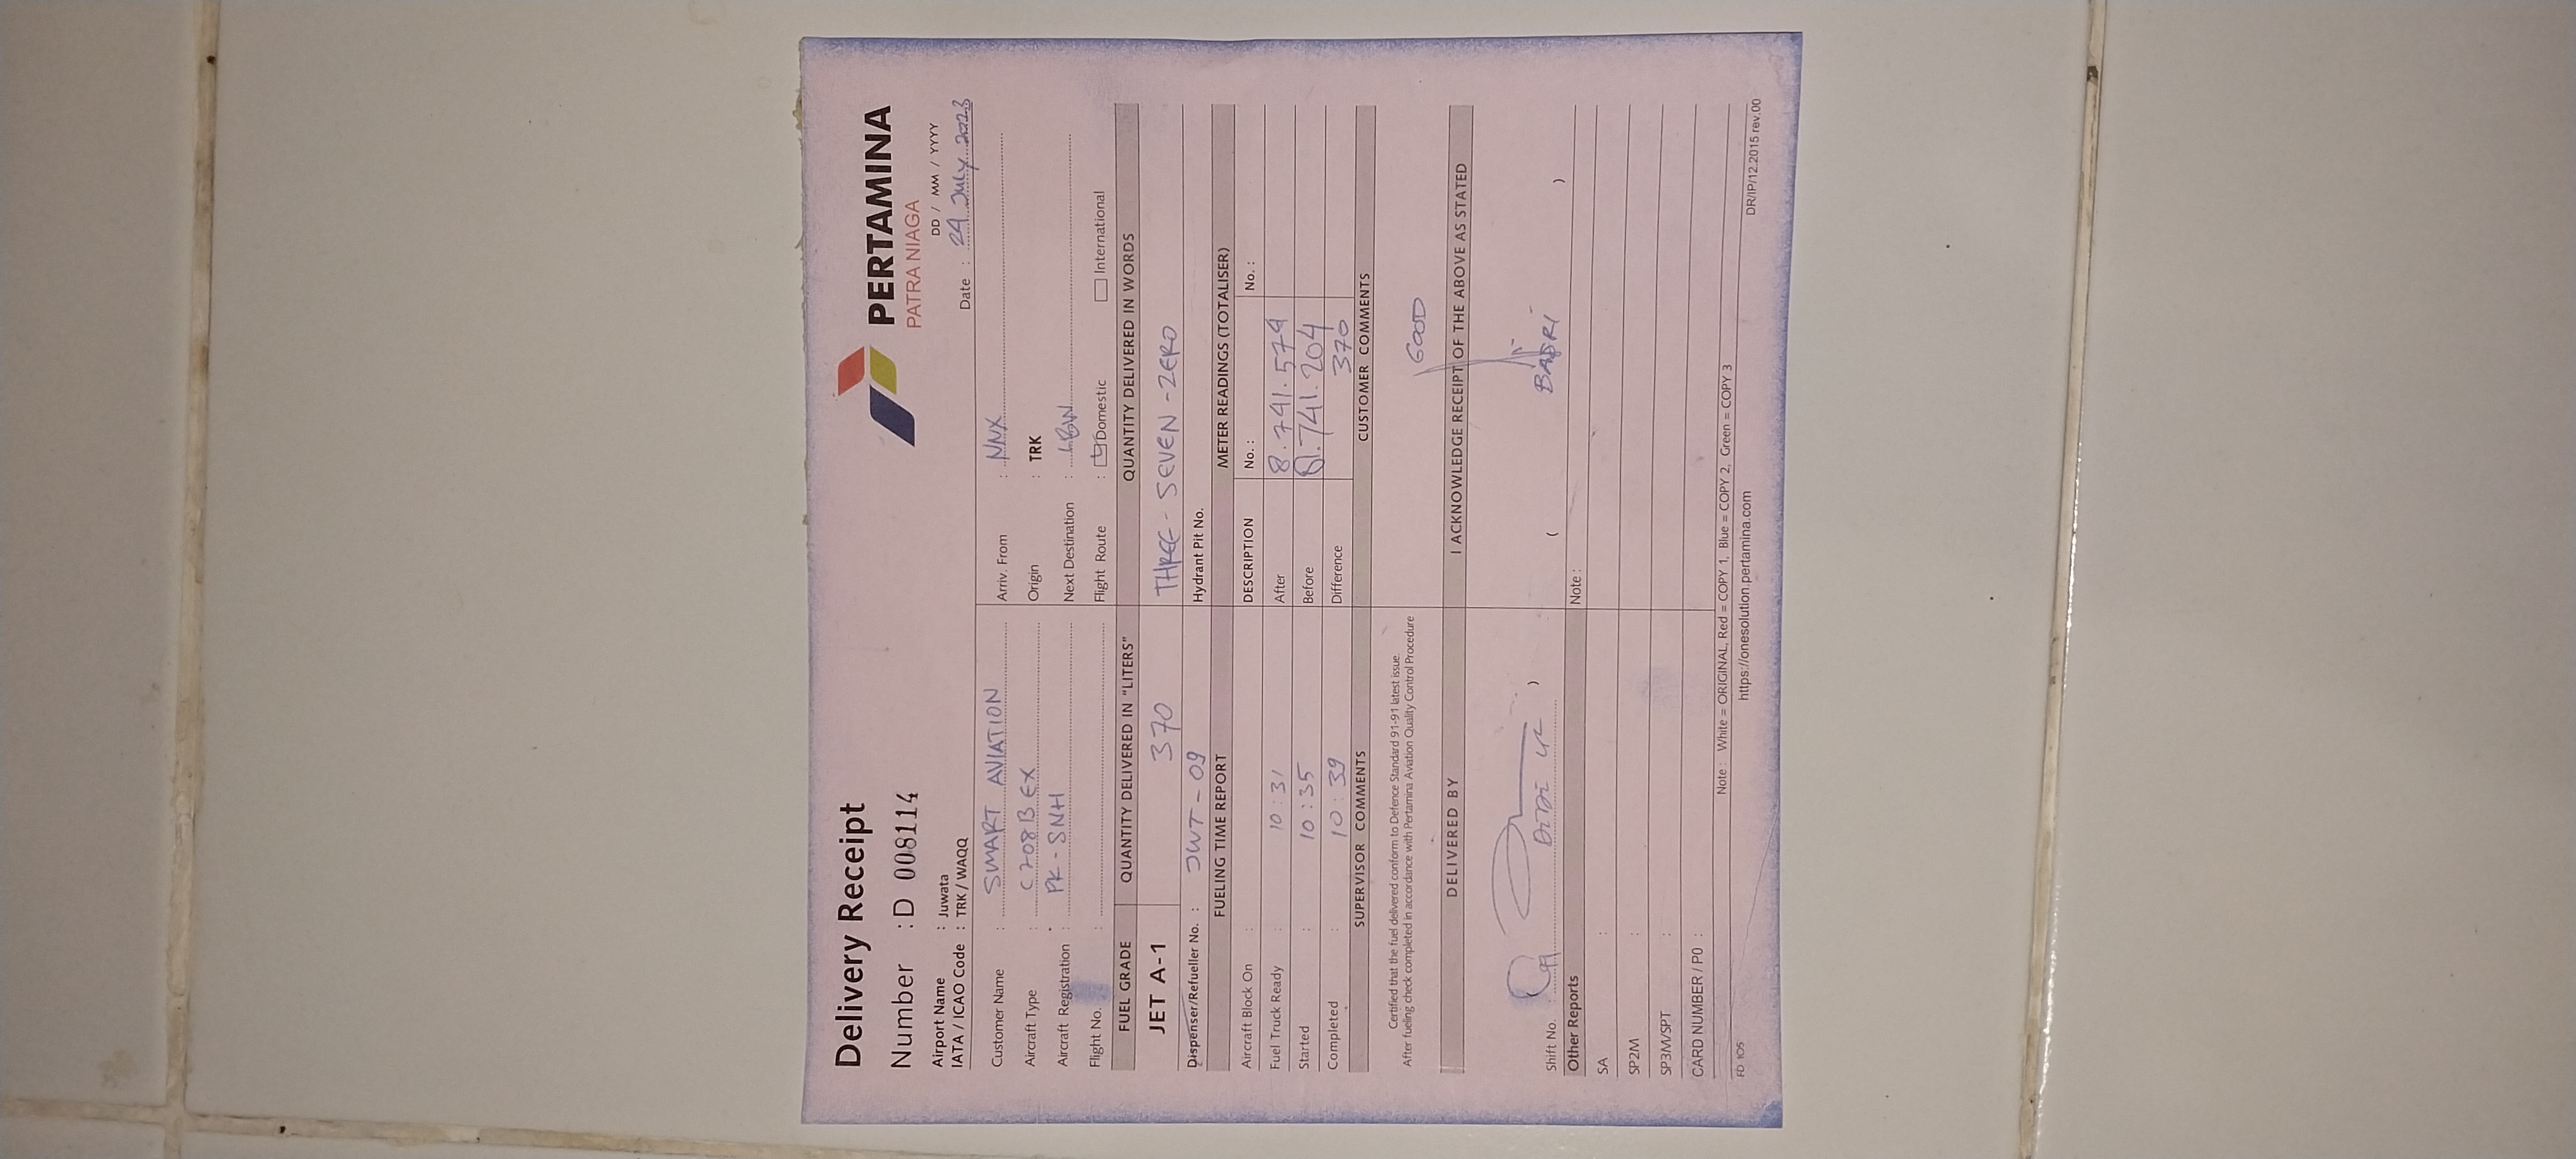 Delivery Receipt
PERTAMINA
PATRA NIAGA
Number : D 008114
Airport Name : Juwata
DD / MM / YYYY
IATA / ICAO Code : TRK / WAQQ
Date : 24 July 2023
Customer Name : SMART AVIATION
Arriv. From : NNX
Aircraft Type : C208B EX
Origin : TRK
Aircraft Registration : PK-SNH
Next Destination : LBW
Flight No. :
Flight Route : Domestic International
FUEL GRADE QUANTITY DELIVERED IN "LITERS" QUANTITY DELIVERED IN WORDS
JET A-1 370 THREE - SEVEN - ZERO
Dispenser/Refueller No. : JWT - 09 Hydrant Pit No.
FUELING TIME REPORT METER READINGS (TOTALISER)
Aircraft Block On : DESCRIPTION No. : No. :
Fuel Truck Ready : 10:31 After 8.741.574
Started : 10:35 Before 8.741.204
Completed : 10:39 Difference 370
SUPERVISOR COMMENTS CUSTOMER COMMENTS
Certified that the fuel delivered conform to Defence Standard 91-91 latest issue.
After fueling check completed in accordance with Pertamina Aviation Quality Control Procedure
GOOD
DELIVERED BY I ACKNOWLEDGE RECEIPT OF THE ABOVE AS STATED
Shift No. : ) ( BADRI )
Other Reports Note :
SA :
SP2M :
SP3M/SPT :
CARD NUMBER / PO :
Note : White = ORIGINAL, Red = COPY 1, Blue = COPY 2, Green = COPY 3
FD 105 https://onesolution.pertamina.com DR/IP/12.2015 rev.00